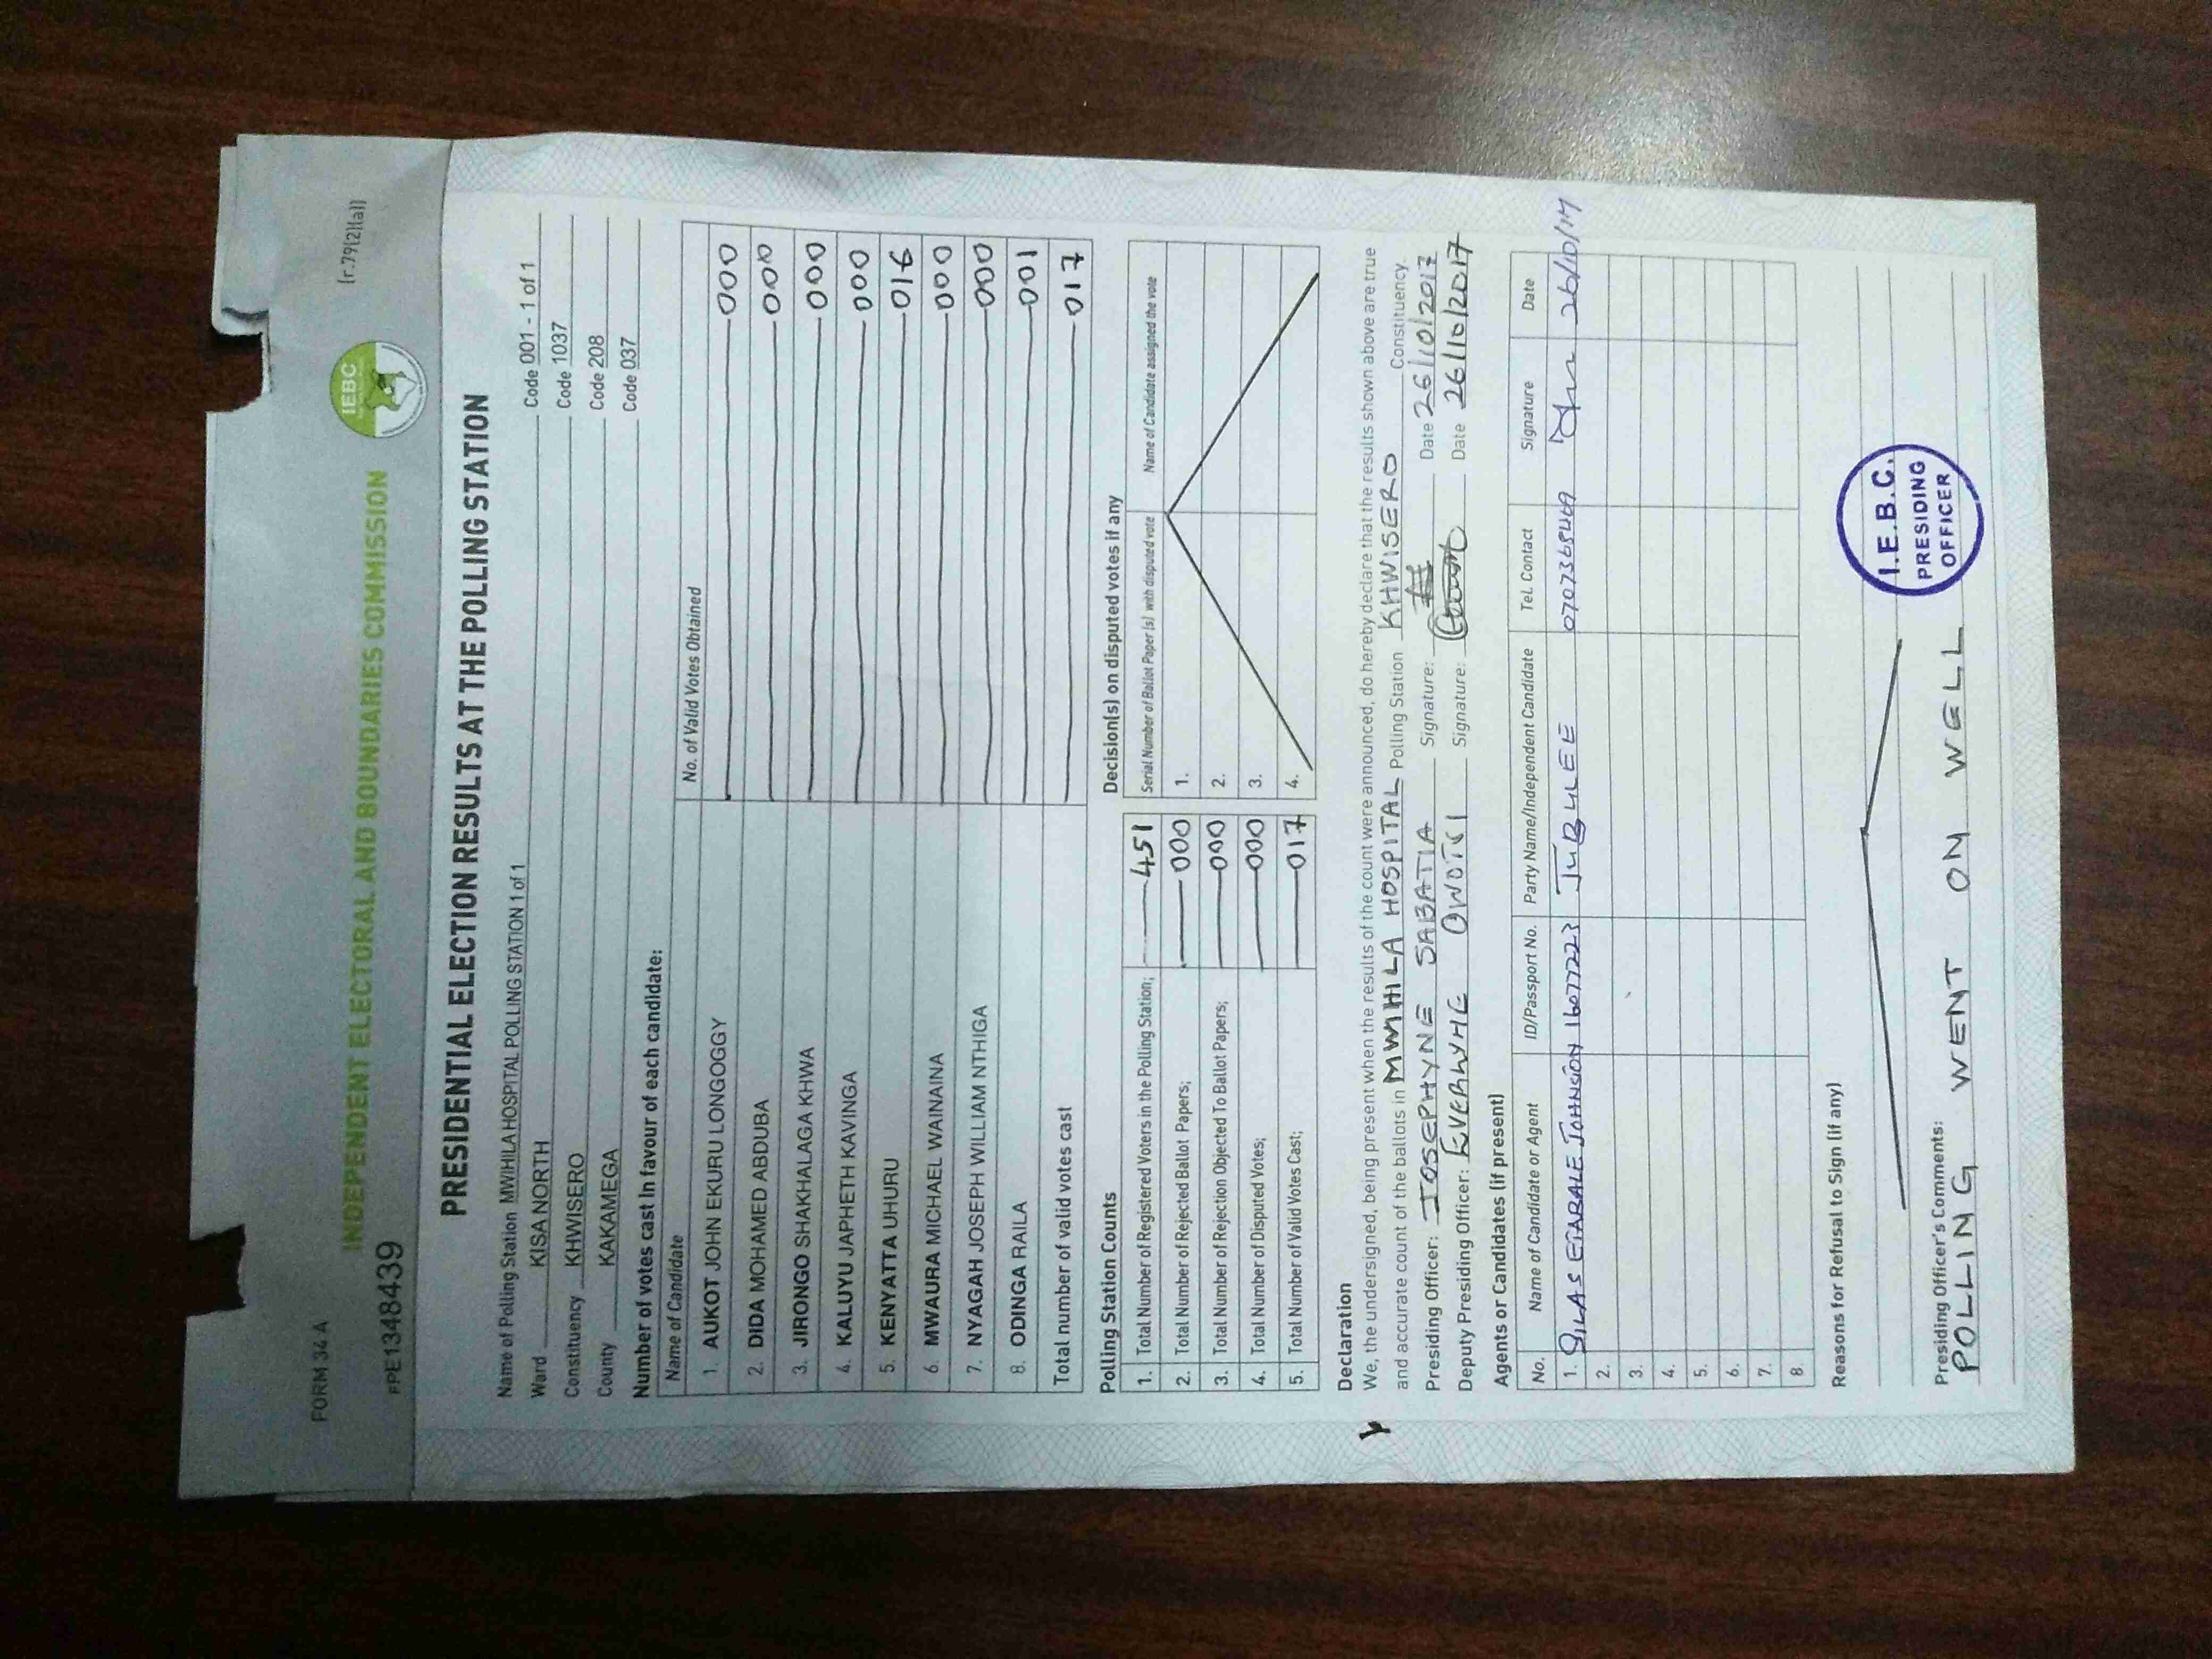 FORM 34 A
(r.79(2)(a))
INDEPENDENT ELECTORAL AND BOUNDARIES COMMISSION
IEBC
#PE1348439
PRESIDENTIAL ELECTION RESULTS AT THE POLLING STATION
Name of Polling Station MWIHILA HOSPITAL POLLING STATION 1 of 1 Code 001 - 1 of 1
Ward KISA NORTH Code 1037
Constituency KHWISERO Code 208
County KAKAMEGA Code 037
Number of votes cast in favour of each candidate:
Name of Candidate No. of Valid Votes Obtained
1. AUKOT JOHN EKURU LONGOGGY 000
2. DIDA MOHAMED ABDUBA 000
3. JIRONGO SHAKHALAGA KHWA 000
4. KALUYU JAPHETH KAVINGA 000
5. KENYATTA UHURU 016
6. MWAURA MICHAEL WAINAINA 000
7. NYAGAH JOSEPH WILLIAM NTHIGA 000
8. ODINGA RAILA 001
Total number of valid votes cast 017
Polling Station Counts
1. Total Number of Registered Voters in the Polling Station; 451
2. Total Number of Rejected Ballot Papers; 000
3. Total Number of Rejection Objected To Ballot Papers; 000
4. Total Number of Disputed Votes; 000
5. Total Number of Valid Votes Cast; 017
Decision(s) on disputed votes if any
Serial Number of Ballot Paper(s) with disputed vote Name of Candidate assigned the vote
1.
2.
3.
4.
Declaration
We, the undersigned, being present when the results of the count were announced, do hereby declare that the results shown above are true
and accurate count of the ballots in MWIHILA HOSPITAL Polling Station KHWISERO Constituency.
Presiding Officer: JOSEPHYNE SABATIA Signature: Date 26/10/2017
Deputy Presiding Officer: Signature: Date 26/10/2017
Agents or Candidates (if present)
No. Name of Candidate or Agent ID/Passport No. Party Name/Independent Candidate Tel. Contact Signature Date
1. SILAS ETABALE JOHNSION 16077223 JUBILEE 0707368469 26/10/17
2.
3.
4.
5.
6.
7.
8.
Reasons for Refusal to Sign (if any)
Presiding Officer's Comments:
POLLING WENT ON WELL
I.E.B.C.
PRESIDING
OFFICER